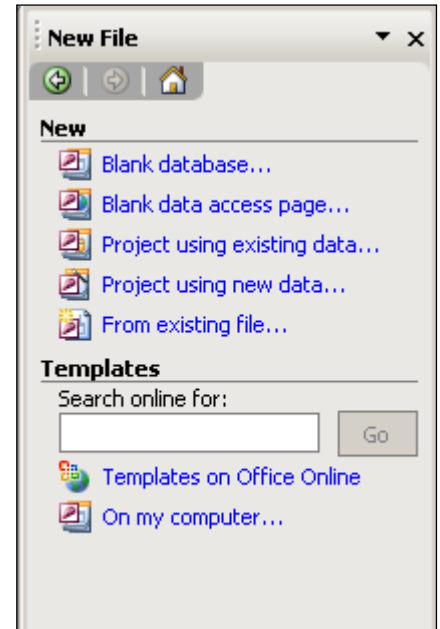 New File
New
Blank database...
Blank data access page...
Project using existing data...
Project using new data...
From existing file...
Templates
Search online for:
Go
Templates on Office Online
On my computer...